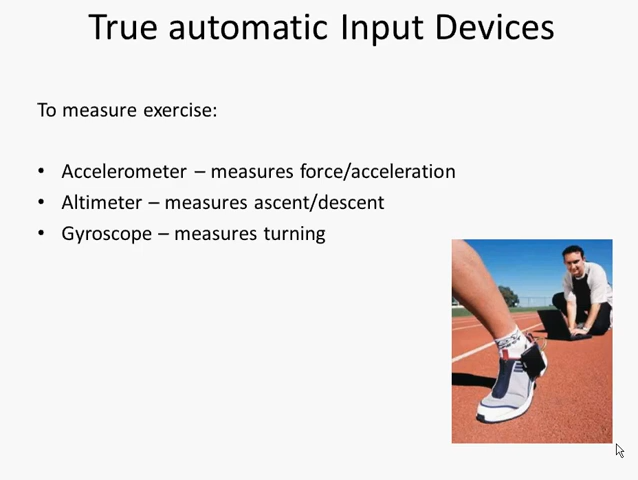 True automatic Input Devices
To measure exercise:
• Accelerometer – measures force/acceleration
• Altimeter – measures ascent/descent
• Gyroscope – measures turning